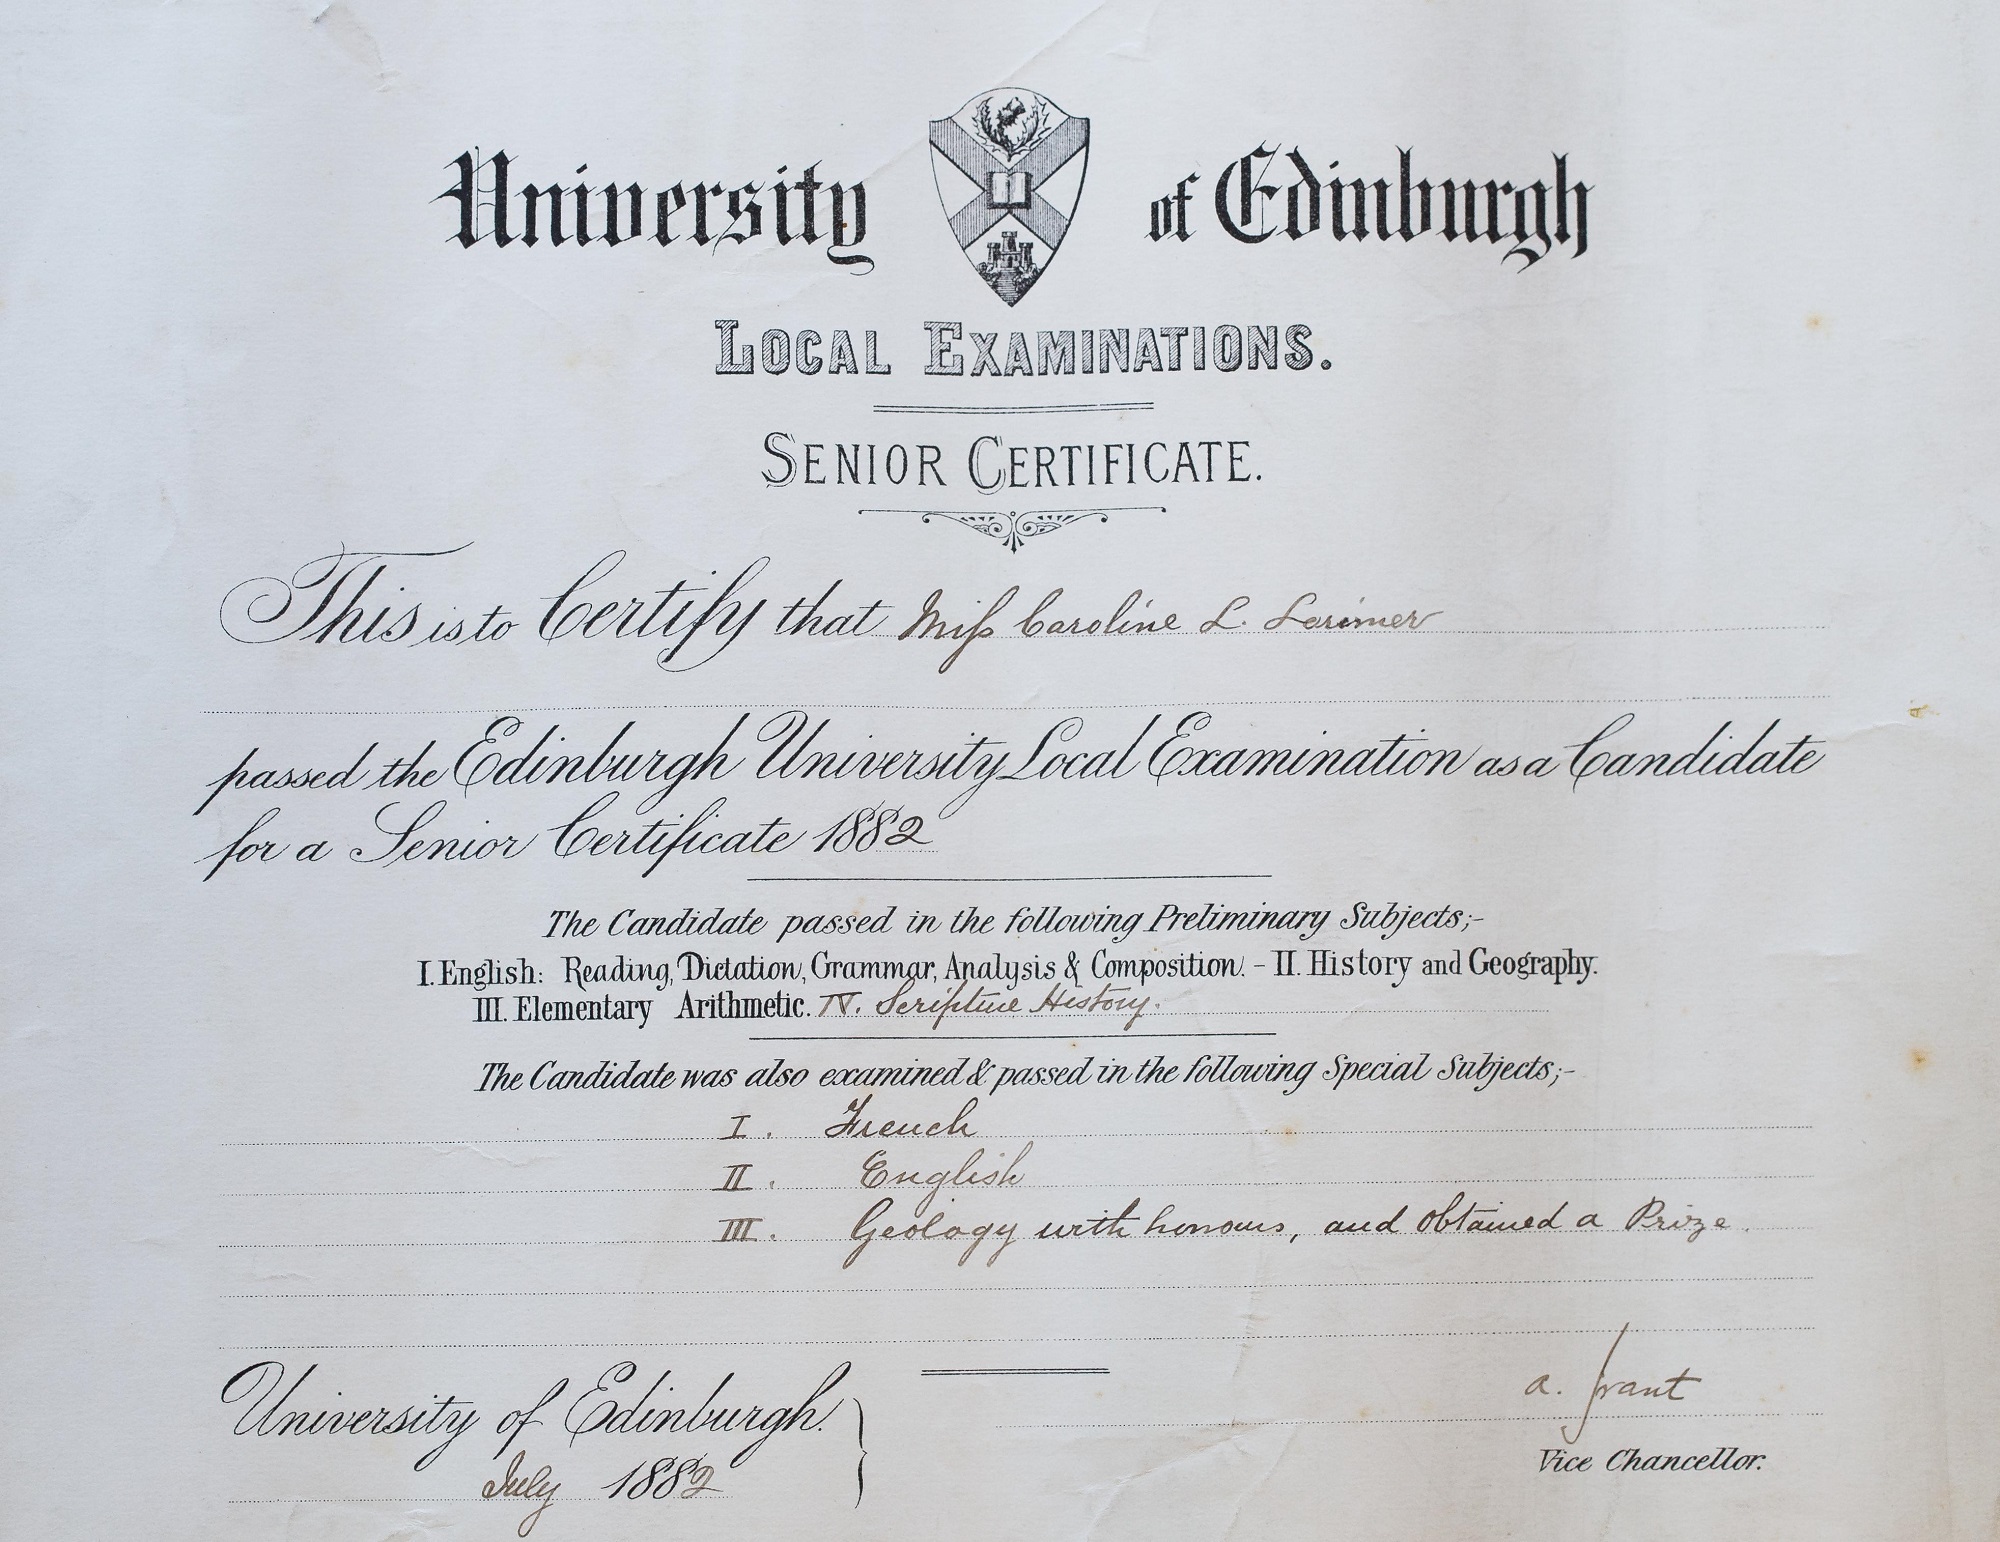 University of Edinburgh
LOCAL EXAMINATIONS.
SENIOR CERTIFICATE.
This is to Certify that Miss Caroline L. Lorimer
passed the Edinburgh University Local Examination as a Candidate
for a Senior Certificate 1882
The Candidate passed in the following Preliminary Subjects;-
I. English: Reading, Dictation, Grammar, Analysis & Composition. - II. History and Geography.
III. Elementary Arithmetic. IV. Scripture History.
The Candidate was also examined & passed in the following Special Subjects;-
I. French
II. English
III. Geology with honours, and obtained a Prize.
University of Edinburgh.
July 1882
A. Grant
Vice Chancellor.